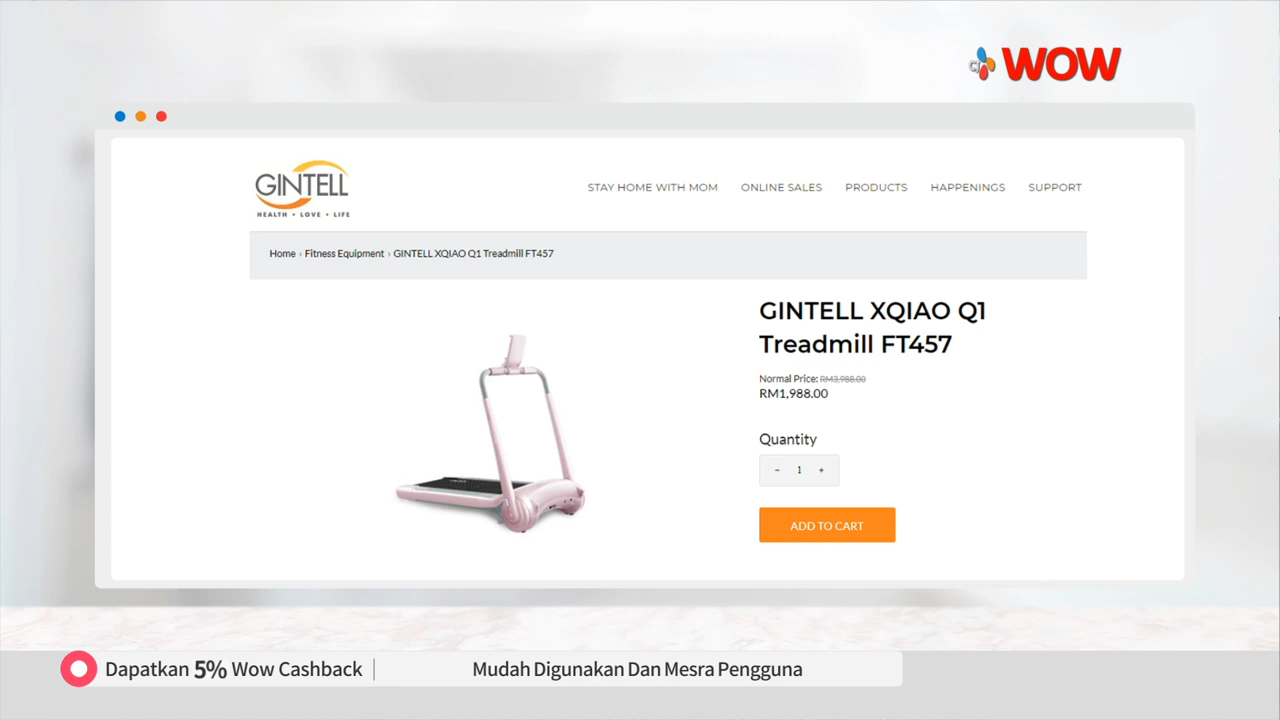 CJ WOW
GINTELL
HEALTH • LOVE • LIFE
STAY HOME WITH MOM ONLINE SALES PRODUCTS HAPPENINGS SUPPORT
Home › Fitness Equipment › GINTELL XQIAO Q1 Treadmill FT457
GINTELL XQIAO Q1
Treadmill FT457
Normal Price: RM3,988.00
RM1,988.00
Quantity
- 1 +
ADD TO CART
Dapatkan 5% Wow Cashback | Mudah Digunakan Dan Mesra Pengguna